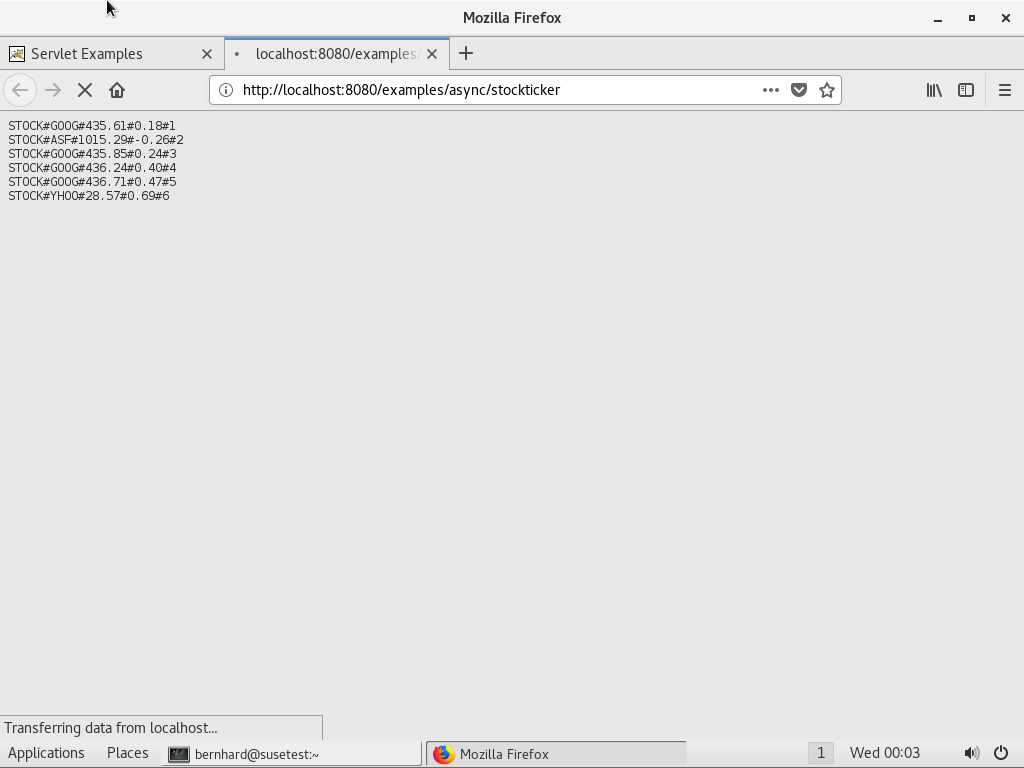 Mozilla Firefox
Servlet Examples
localhost:8080/examples/
http://localhost:8080/examples/async/stockticker
STOCK#GOOG#435.61#0.18#1
STOCK#ASF#1015.29#-0.26#2
STOCK#GOOG#435.85#0.24#3
STOCK#GOOG#436.24#0.40#4
STOCK#GOOG#436.71#0.47#5
STOCK#YHOO#28.57#0.69#6
Transferring data from localhost...
Applications Places bernhard@susetest:~ Mozilla Firefox 1 Wed 00:03